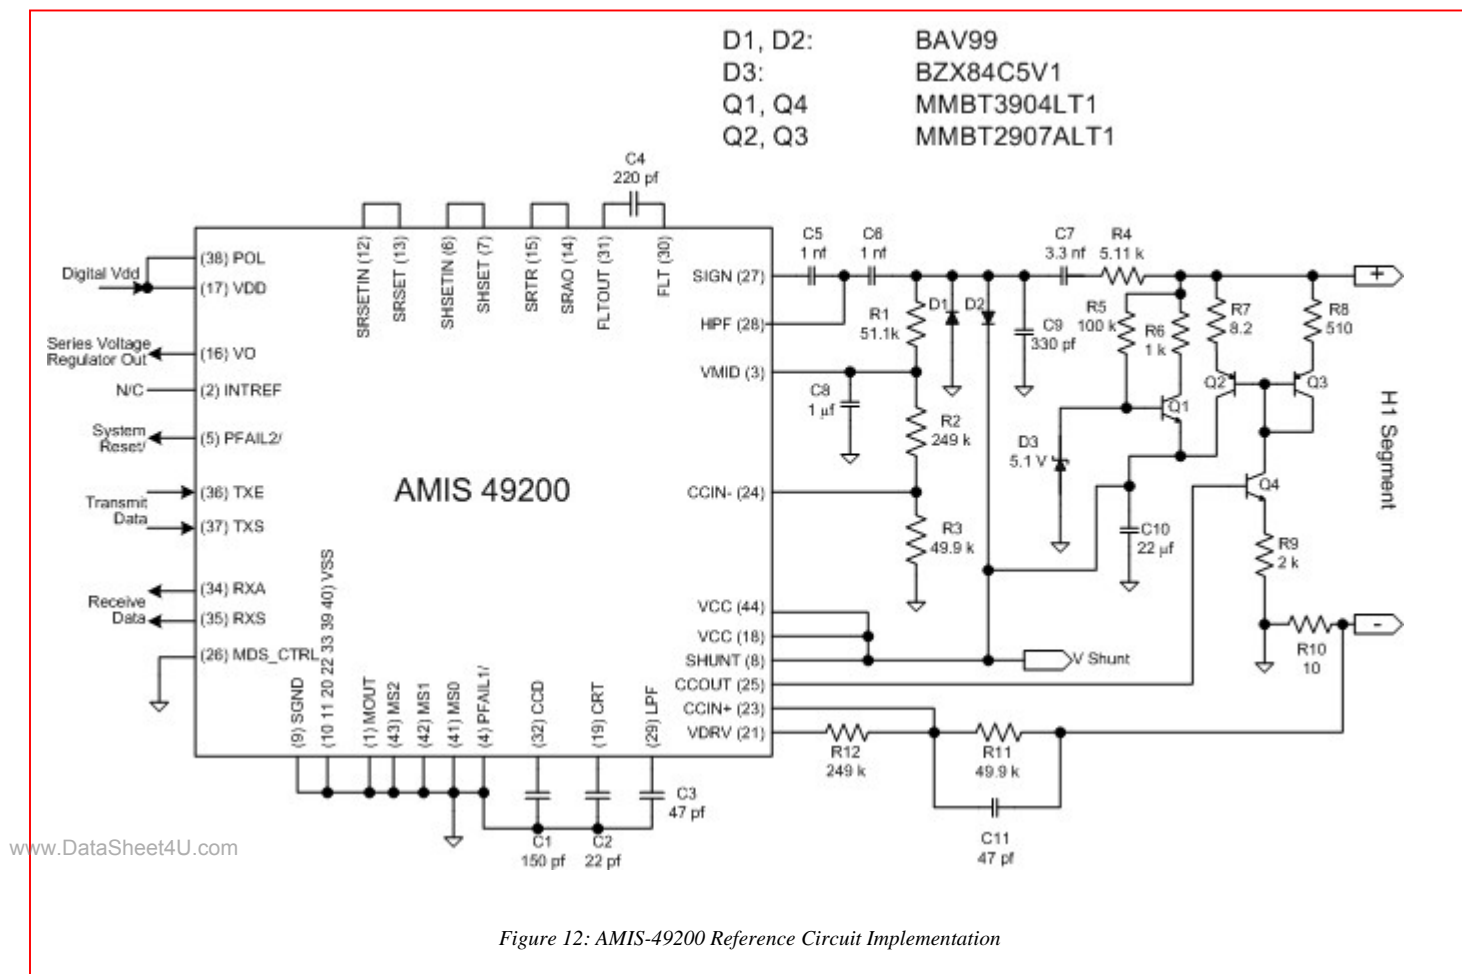 D1, D2: BAV99
D3: BZX84C5V1
Q1, Q4 MMBT3904LT1
Q2, Q3 MMBT2907ALT1
C4
220 pf
SRSETIN (12)
SRSET (13)
SHSETIN (6)
SHSET (7)
SRTR (15)
SRAO (14)
FLTOUT (31)
FLT (30)
Digital Vdd
(38) POL
(17) VDD
Series Voltage
Regulator Out
(16) VO
N/C
(2) INTREF
System
Reset/
(5) PFAIL2/
Transmit
Data
(36) TXE
(37) TXS
Receive
Data
(34) RXA
(35) RXS
(26) MDS_CTRL
AMIS 49200
SIGN (27)
HPF (28)
VMID (3)
CCIN- (24)
VCC (44)
VCC (18)
SHUNT (8)
CCOUT (25)
CCIN+ (23)
VDRV (21)
(9) SGND
(10 11 20 22 33 39 40) VSS
(1) MOUT
(43) MS2
(42) MS1
(41) MS0
(4) PFAIL1/
(32) CCD
(19) CRT
(29) LPF
C1
150 pf
C2
22 pf
C3
47 pf
C5
1 nf
C6
1 nf
C7
3.3 nf
R4
5.11 k
R1
51.1k
D1
D2
C9
330 pf
R5
100 k
R6
1 k
R7
8.2
R8
510
C8
1 µf
R2
249 k
R3
49.9 k
D3
5.1 V
Q1
Q2
Q3
Q4
C10
22 µf
R9
2 k
R10
10
+
-
H1 Segment
V Shunt
R12
249 k
R11
49.9 k
C11
47 pf
www.DataSheet4U.com
Figure 12: AMIS-49200 Reference Circuit Implementation